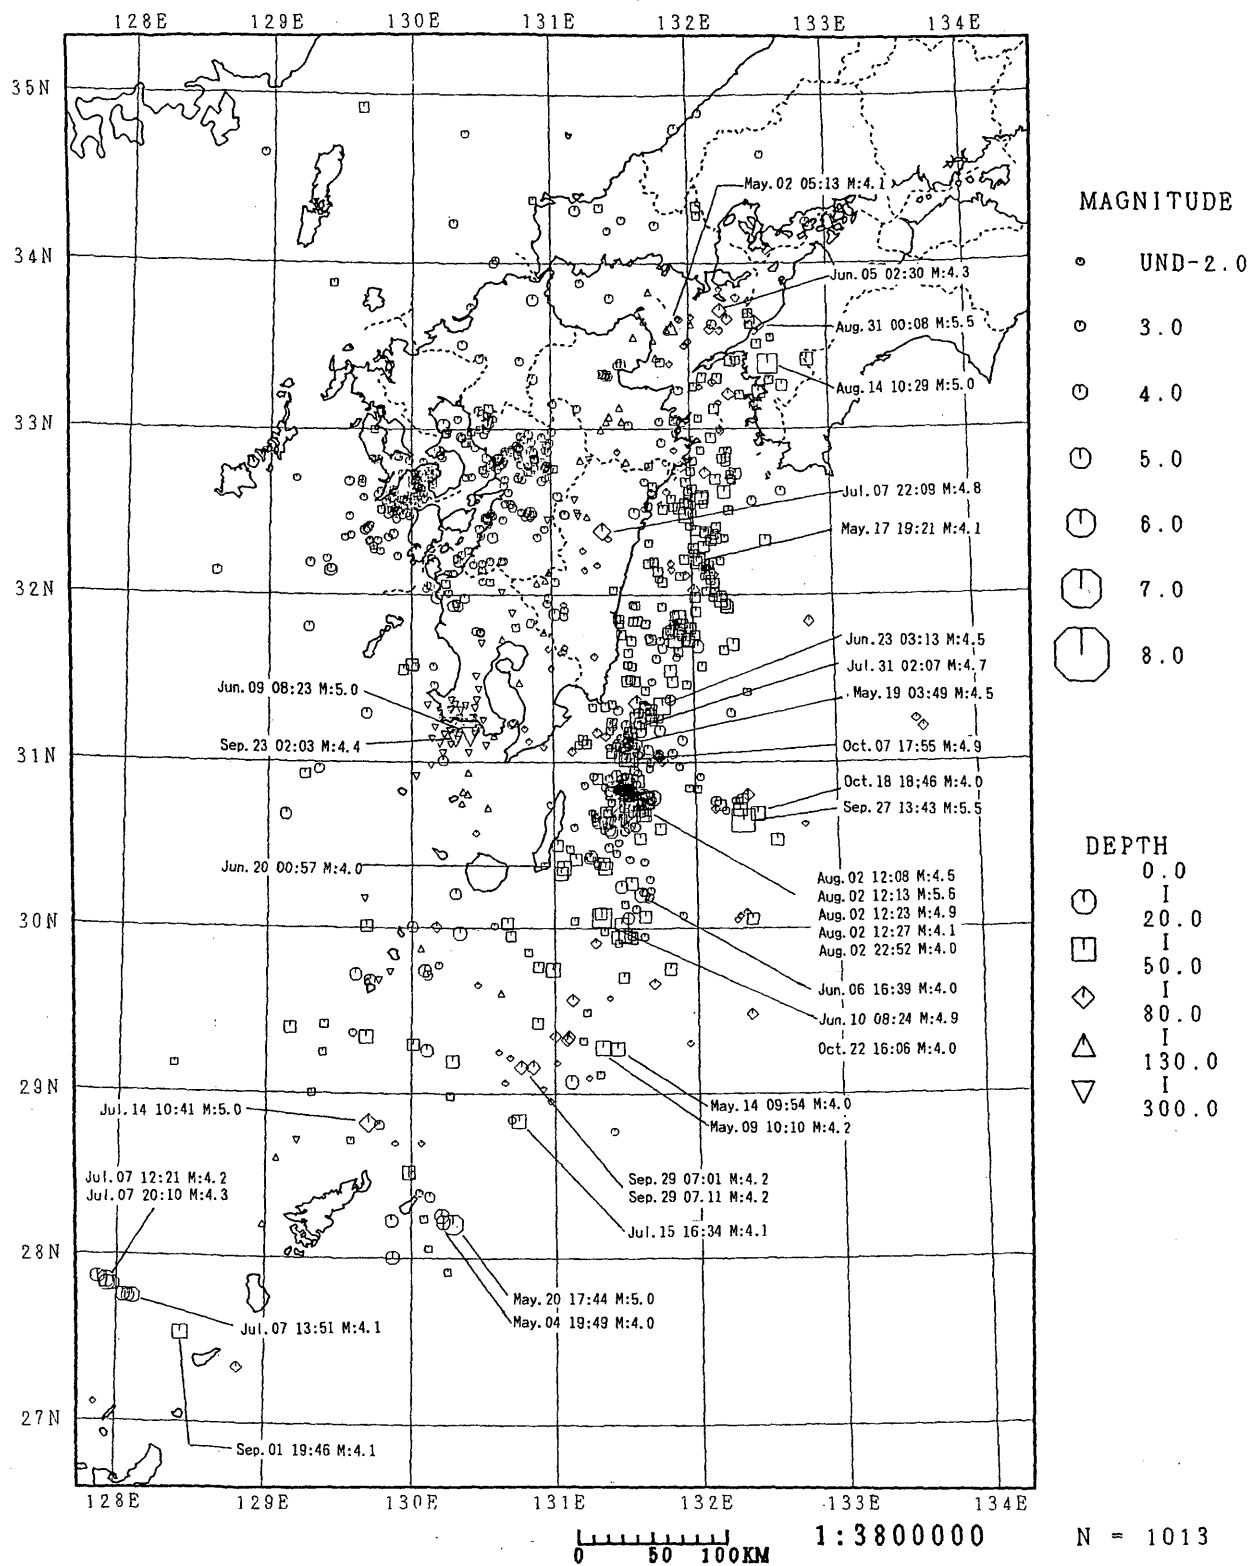 128E 129E 130E 131E 132E 133E 134E
35N
34N
33N
32N
31N
30N
29N
28N
27N
May. 02 05:13 M:4.1
Jun. 05 02:30 M:4.3
Aug. 31 00:08 M:5.5
Aug. 14 10:29 M:5.0
Jul. 07 22:09 M:4.8
May. 17 19:21 M:4.1
Jun. 23 03:13 M:4.5
Jul. 31 02:07 M:4.7
May. 19 03:49 M:4.5
Jun. 09 08:23 M:5.0
Sep. 23 02:03 M:4.4
Oct. 07 17:55 M:4.9
Oct. 18 18:46 M:4.0
Sep. 27 13:43 M:5.5
Jun. 20 00:57 M:4.0
Aug. 02 12:08 M:4.5
Aug. 02 12:13 M:5.6
Aug. 02 12:23 M:4.9
Aug. 02 12:27 M:4.1
Aug. 02 22:52 M:4.0
Jun. 06 16:39 M:4.0
Jun. 10 08:24 M:4.9
Oct. 22 16:06 M:4.0
May. 14 09:54 M:4.0
May. 09 10:10 M:4.2
Jul. 14 10:41 M:5.0
Jul. 07 12:21 M:4.2
Jul. 07 20:10 M:4.3
Sep. 29 07:01 M:4.2
Sep. 29 07.11 M:4.2
Jul. 15 16:34 M:4.1
May. 20 17:44 M:5.0
May. 04 19:49 M:4.0
Jul. 07 13:51 M:4.1
Sep. 01 19:46 M:4.1
128E 129E 130E 131E 132E 133E 134E
MAGNITUDE
UND-2.0
3.0
4.0
5.0
6.0
7.0
8.0
DEPTH
0.0
I
20.0
I
50.0
I
80.0
I
130.0
I
300.0
0 50 100KM
1:3800000
N = 1013